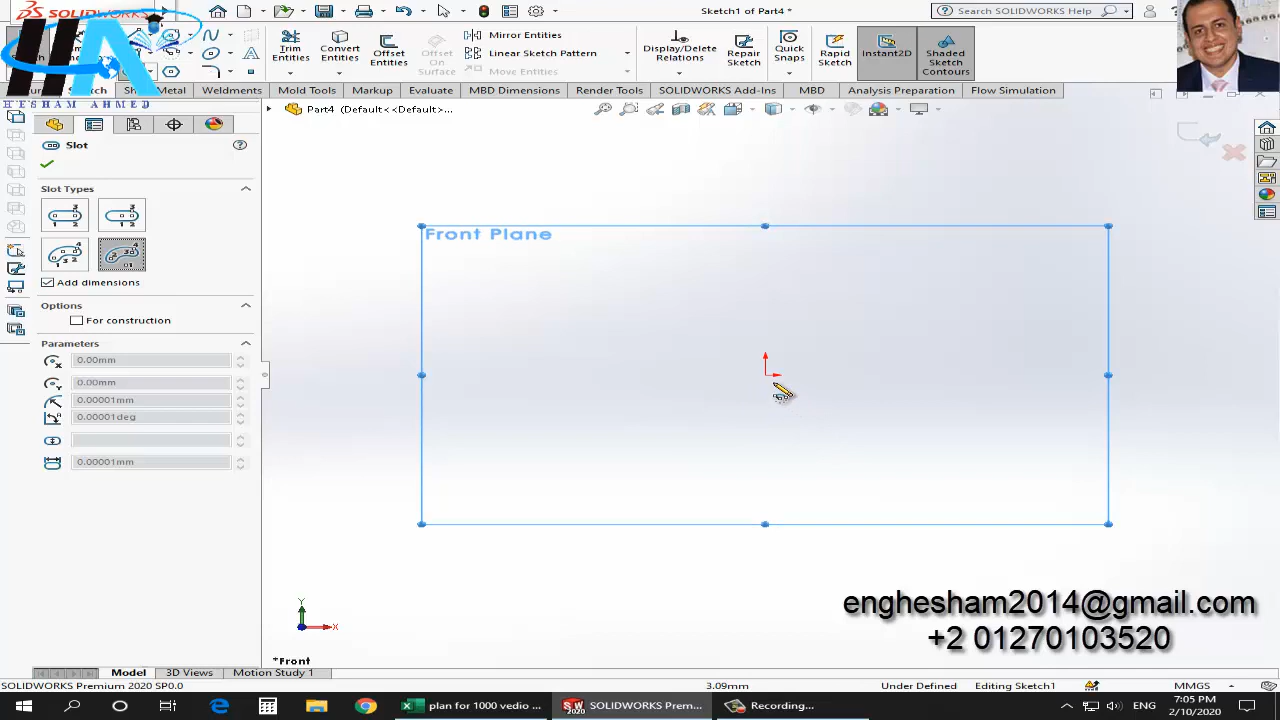 SOLIDWORKS
Sketch1 of Part4 *
Search SOLIDWORKS Help
HESHAM AHMED
Trim Entities
Convert Entities
Offset Entities
Offset On Surface
Mirror Entities
Linear Sketch Pattern
Move Entities
Display/Delete Relations
Repair Sketch
Quick Snaps
Rapid Sketch
Instant2D
Shaded Sketch Contours
Sketch
Metal
Weldments
Mold Tools
Markup
Evaluate
MBD Dimensions
Render Tools
SOLIDWORKS Add-Ins
MBD
Analysis Preparation
Flow Simulation
Part4 (Default<<Default>...
Slot
Slot Types
Add dimensions
Options
For construction
Parameters
0.00mm
0.00mm
0.00001mm
0.00001deg
0.00001mm
Front Plane
Y
X
*Front
enghesham2014@gmail.com
+2 01270103520
Model
3D Views
Motion Study 1
SOLIDWORKS Premium 2020 SP0.0
3.09mm
Under Defined
Editing Sketch1
MMGS
plan for 1000 vedio ...
SOLIDWORKS Prem...
Recording...
ENG
7:05 PM
2/10/2020